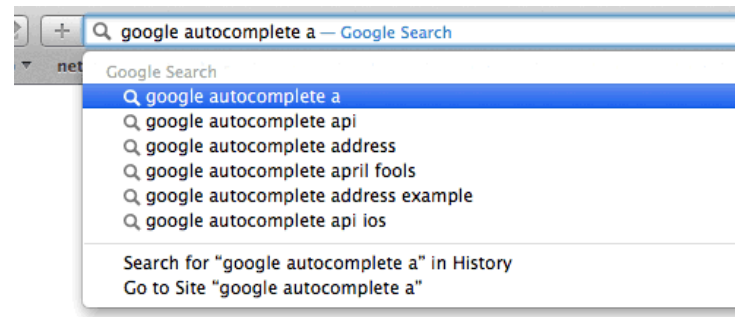 google autocomplete a — Google Search
net
Google Search
google autocomplete a
google autocomplete api
google autocomplete address
google autocomplete april fools
google autocomplete address example
google autocomplete api ios
Search for “google autocomplete a” in History
Go to Site “google autocomplete a”